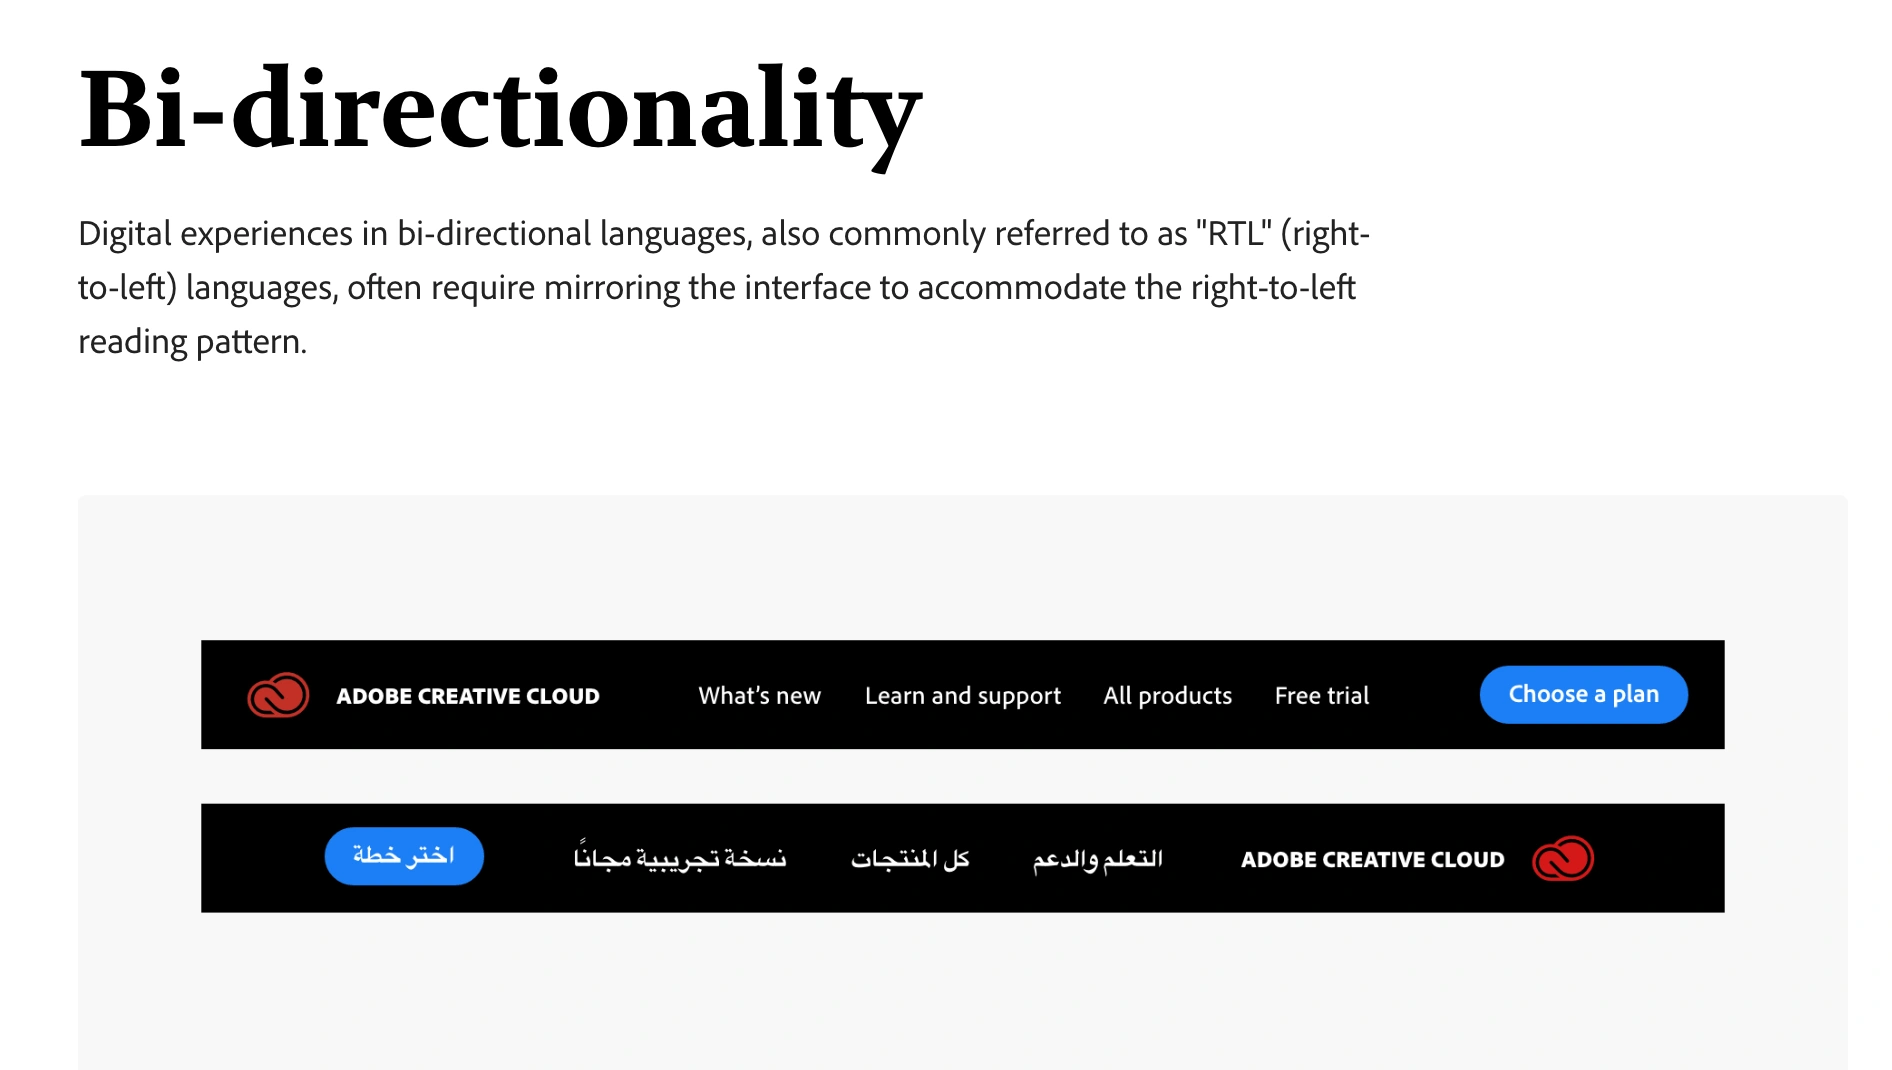 Bi-directionality
Digital experiences in bi-directional languages, also commonly referred to as "RTL" (right-
to-left) languages, often require mirroring the interface to accommodate the right-to-left
reading pattern.
ADOBE CREATIVE CLOUD What's new Learn and support All products Free trial Choose a plan
ADOBE CREATIVE CLOUD التعلم والدعم كل المنتجات نسخة تجريبية مجانًا اختر خطة